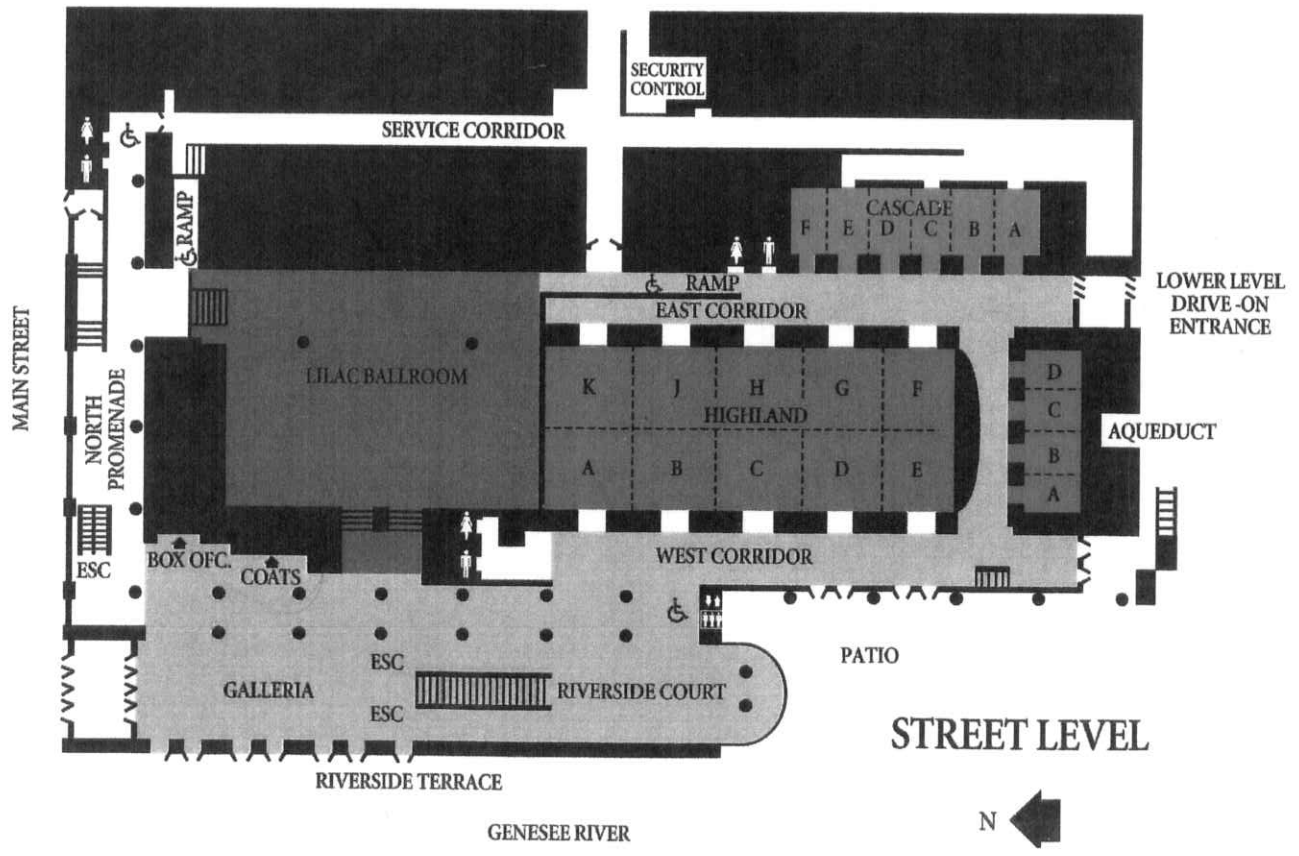 SECURITY
CONTROL
SERVICE CORRIDOR
RAMP
CASCADE
F E D C B A
RAMP
EAST CORRIDOR
LOWER LEVEL
DRIVE -ON
ENTRANCE
MAIN STREET
NORTH
PROMENADE
LILAC BALLROOM
K J H G F
HIGHLAND
A B C D E
D
C
B
A
AQUEDUCT
ESC
BOX OFC.
COATS
WEST CORRIDOR
PATIO
ESC
GALLERIA
RIVERSIDE COURT
ESC
STREET LEVEL
RIVERSIDE TERRACE
GENESEE RIVER
N